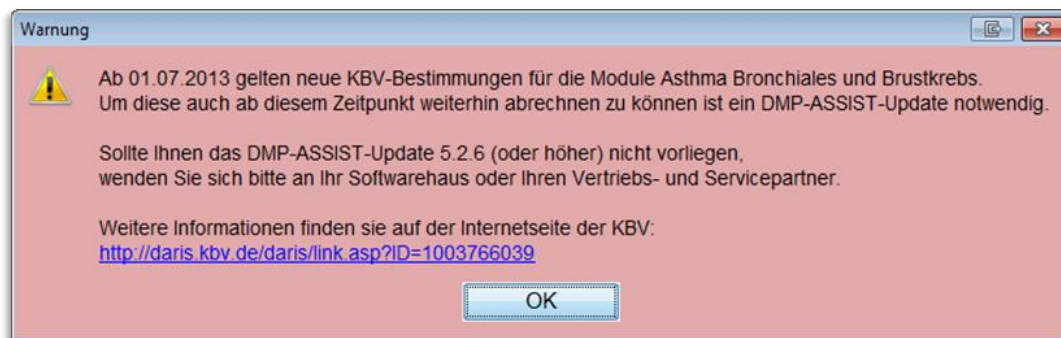 Warnung
Ab 01.07.2013 gelten neue KBV-Bestimmungen für die Module Asthma Bronchiales und Brustkrebs.
Um diese auch ab diesem Zeitpunkt weiterhin abrechnen zu können ist ein DMP-ASSIST-Update notwendig.
Sollte Ihnen das DMP-ASSIST-Update 5.2.6 (oder höher) nicht vorliegen,
wenden Sie sich bitte an Ihr Softwarehaus oder Ihren Vertriebs- und Servicepartner.
Weitere Informationen finden sie auf der Internetseite der KBV:
http://daris.kbv.de/daris/link.asp?ID=1003766039
OK